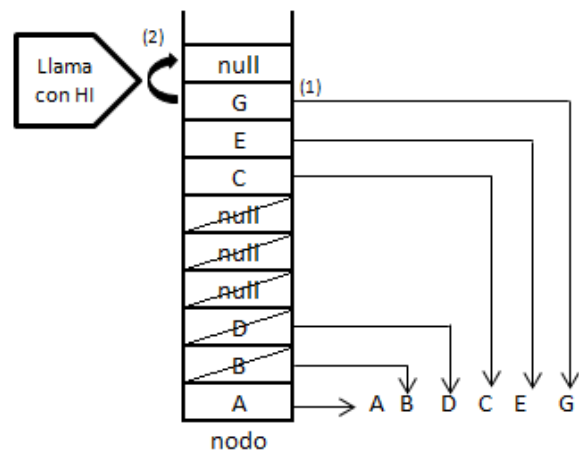 (2)
Llama
con HI
null
G
(1)
E
C
null
null
null
D
B
A
A B D C E G
nodo